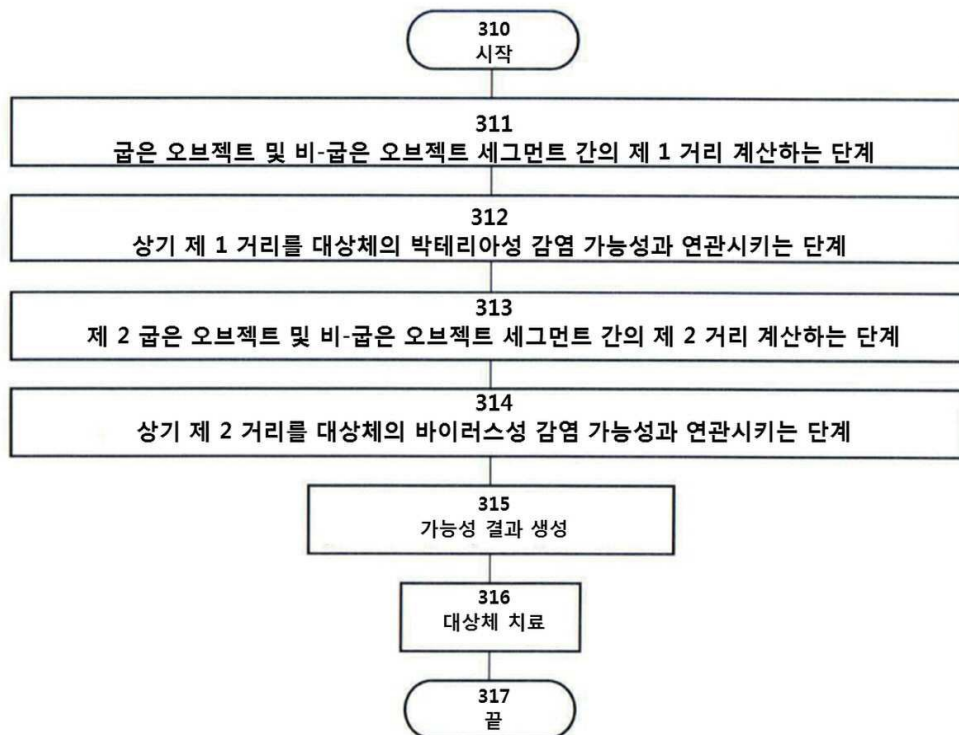 310
시작
311
굽은 오브젝트 및 비-굽은 오브젝트 세그먼트 간의 제 1 거리 계산하는 단계
312
상기 제 1 거리를 대상체의 박테리아성 감염 가능성과 연관시키는 단계
313
제 2 굽은 오브젝트 및 비-굽은 오브젝트 세그먼트 간의 제 2 거리 계산하는 단계
314
상기 제 2 거리를 대상체의 바이러스성 감염 가능성과 연관시키는 단계
315
가능성 결과 생성
316
대상체 치료
317
끝